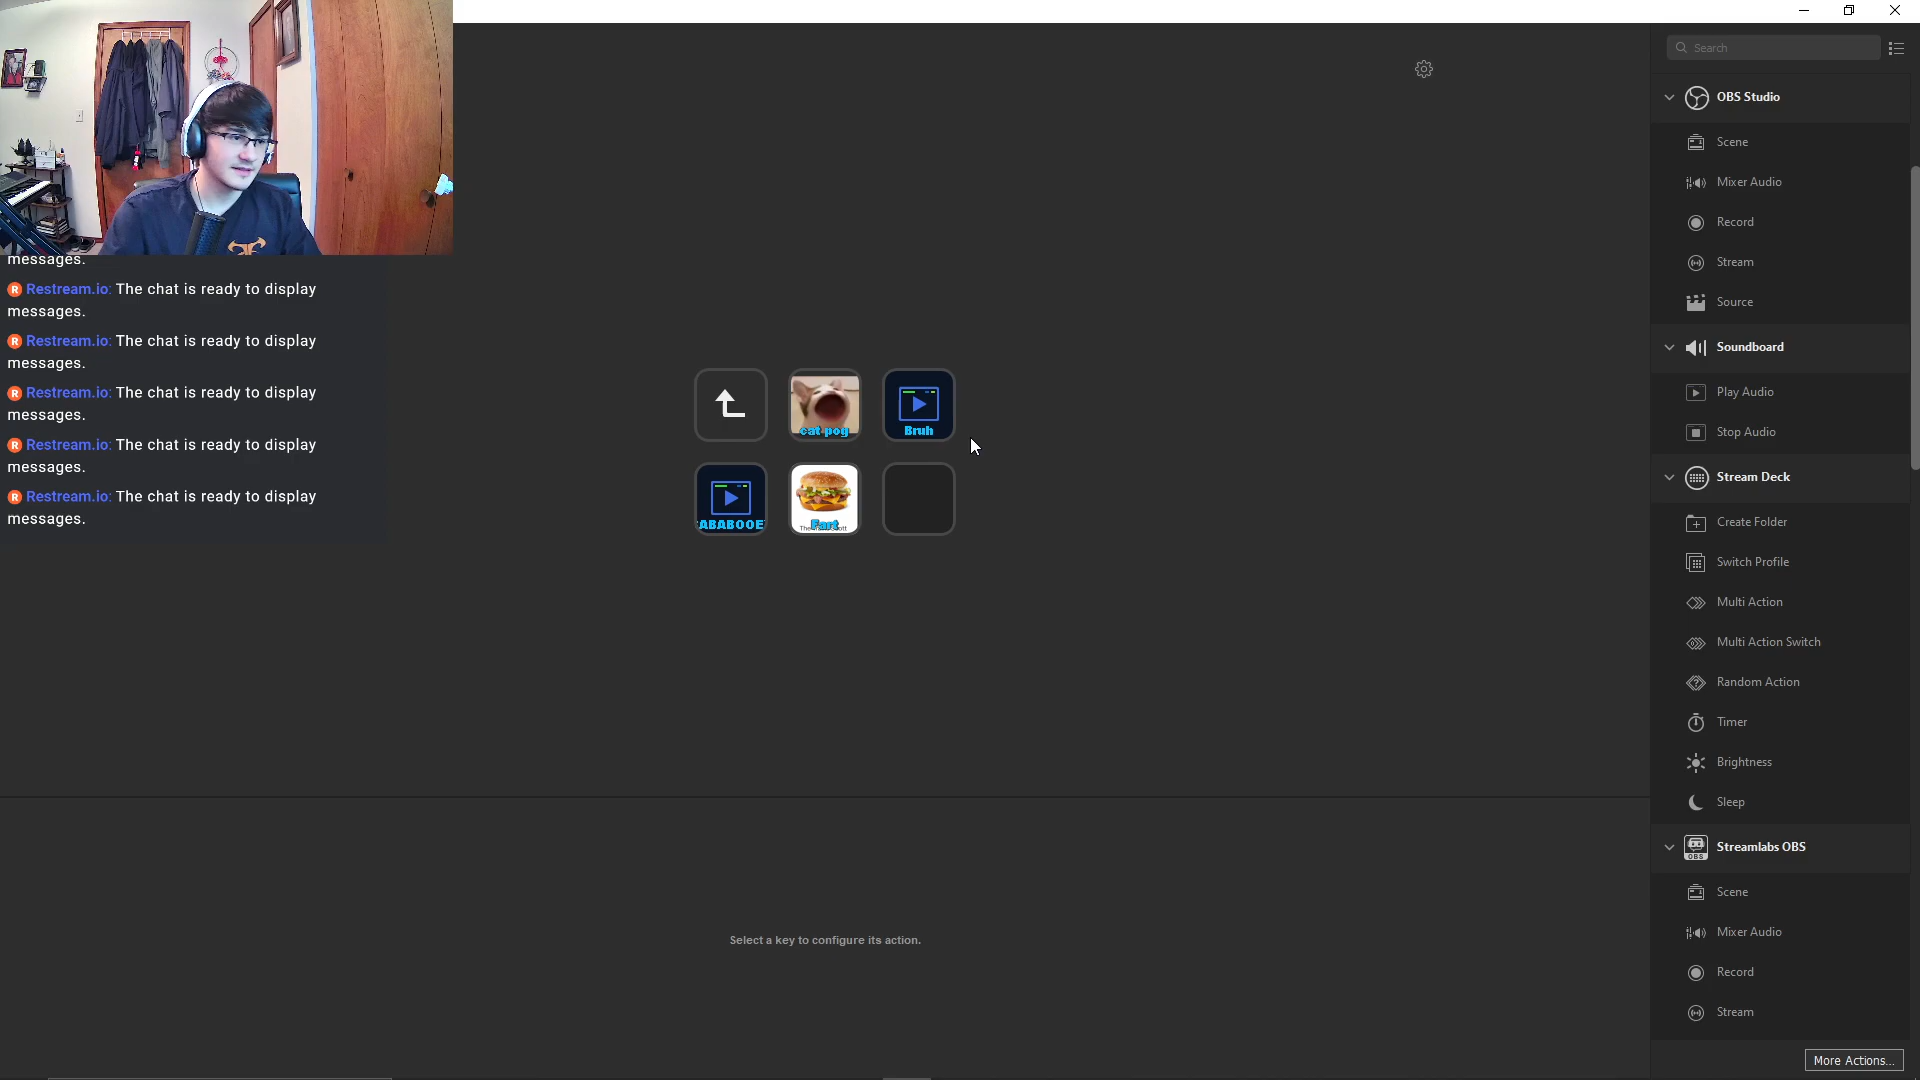 messages.
Restream.io: The chat is ready to display
messages.
Restream.io: The chat is ready to display
messages.
Restream.io: The chat is ready to display
messages.
Restream.io: The chat is ready to display
messages.
Restream.io: The chat is ready to display
messages.
cat pog
Bruh
ABABOOE
Fart
Select a key to configure its action.
Search
OBS Studio
Scene
Mixer Audio
Record
Stream
Source
Soundboard
Play Audio
Stop Audio
Stream Deck
Create Folder
Switch Profile
Multi Action
Multi Action Switch
Random Action
Timer
Brightness
Sleep
Streamlabs OBS
OBS
Scene
Mixer Audio
Record
Stream
More Actions...